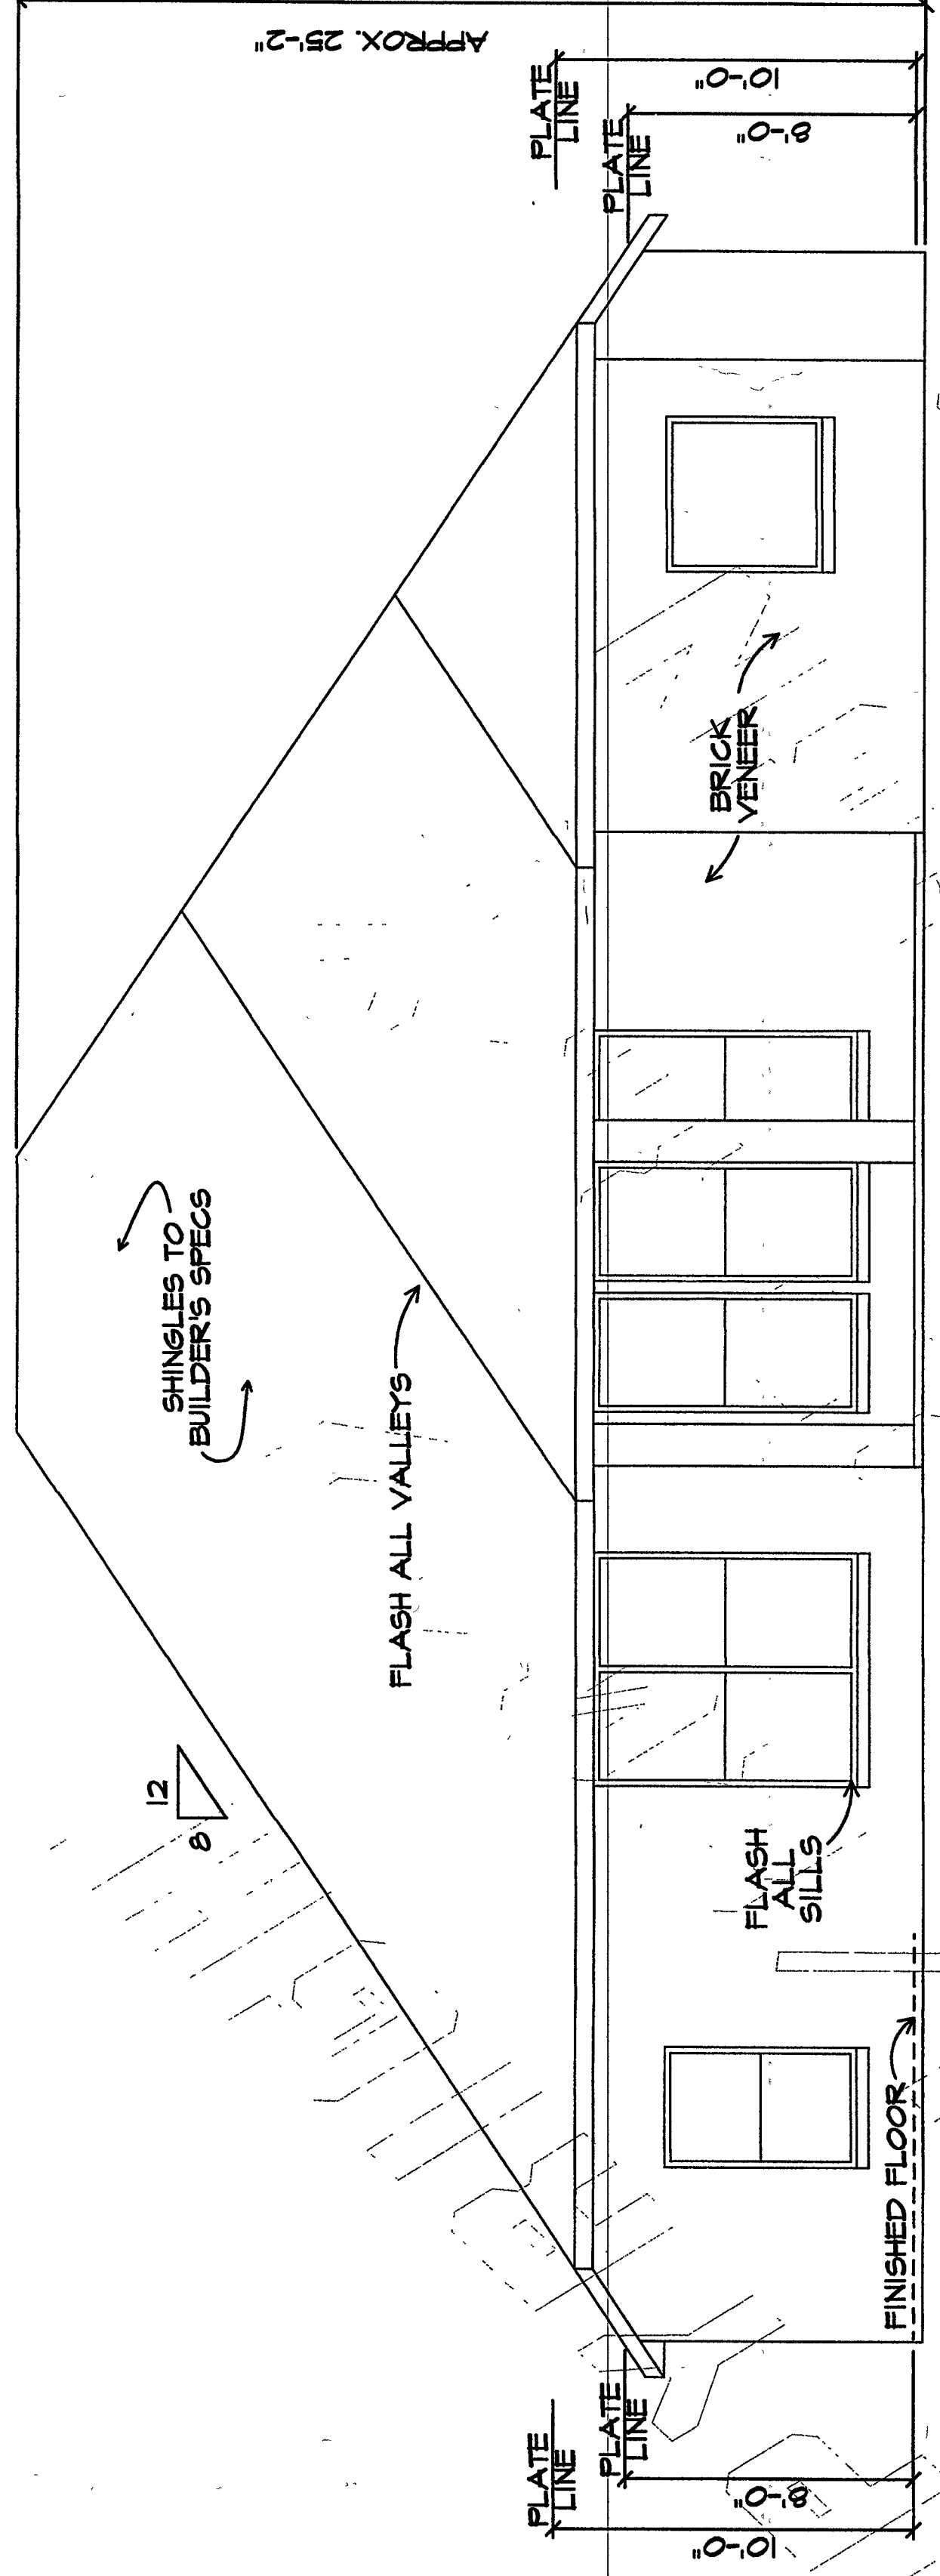 APPROX. 25'-2"
PLATE
LINE
10'-0"
PLATE
LINE
8'-0"
SHINGLES TO
BUILDER'S SPECS
12
8
FLASH ALL VALLEYS
BRICK
VENEER
FLASH
ALL
SILLS
FINISHED FLOOR
PLATE
LINE
PLATE
LINE
8'-0"
10'-0"